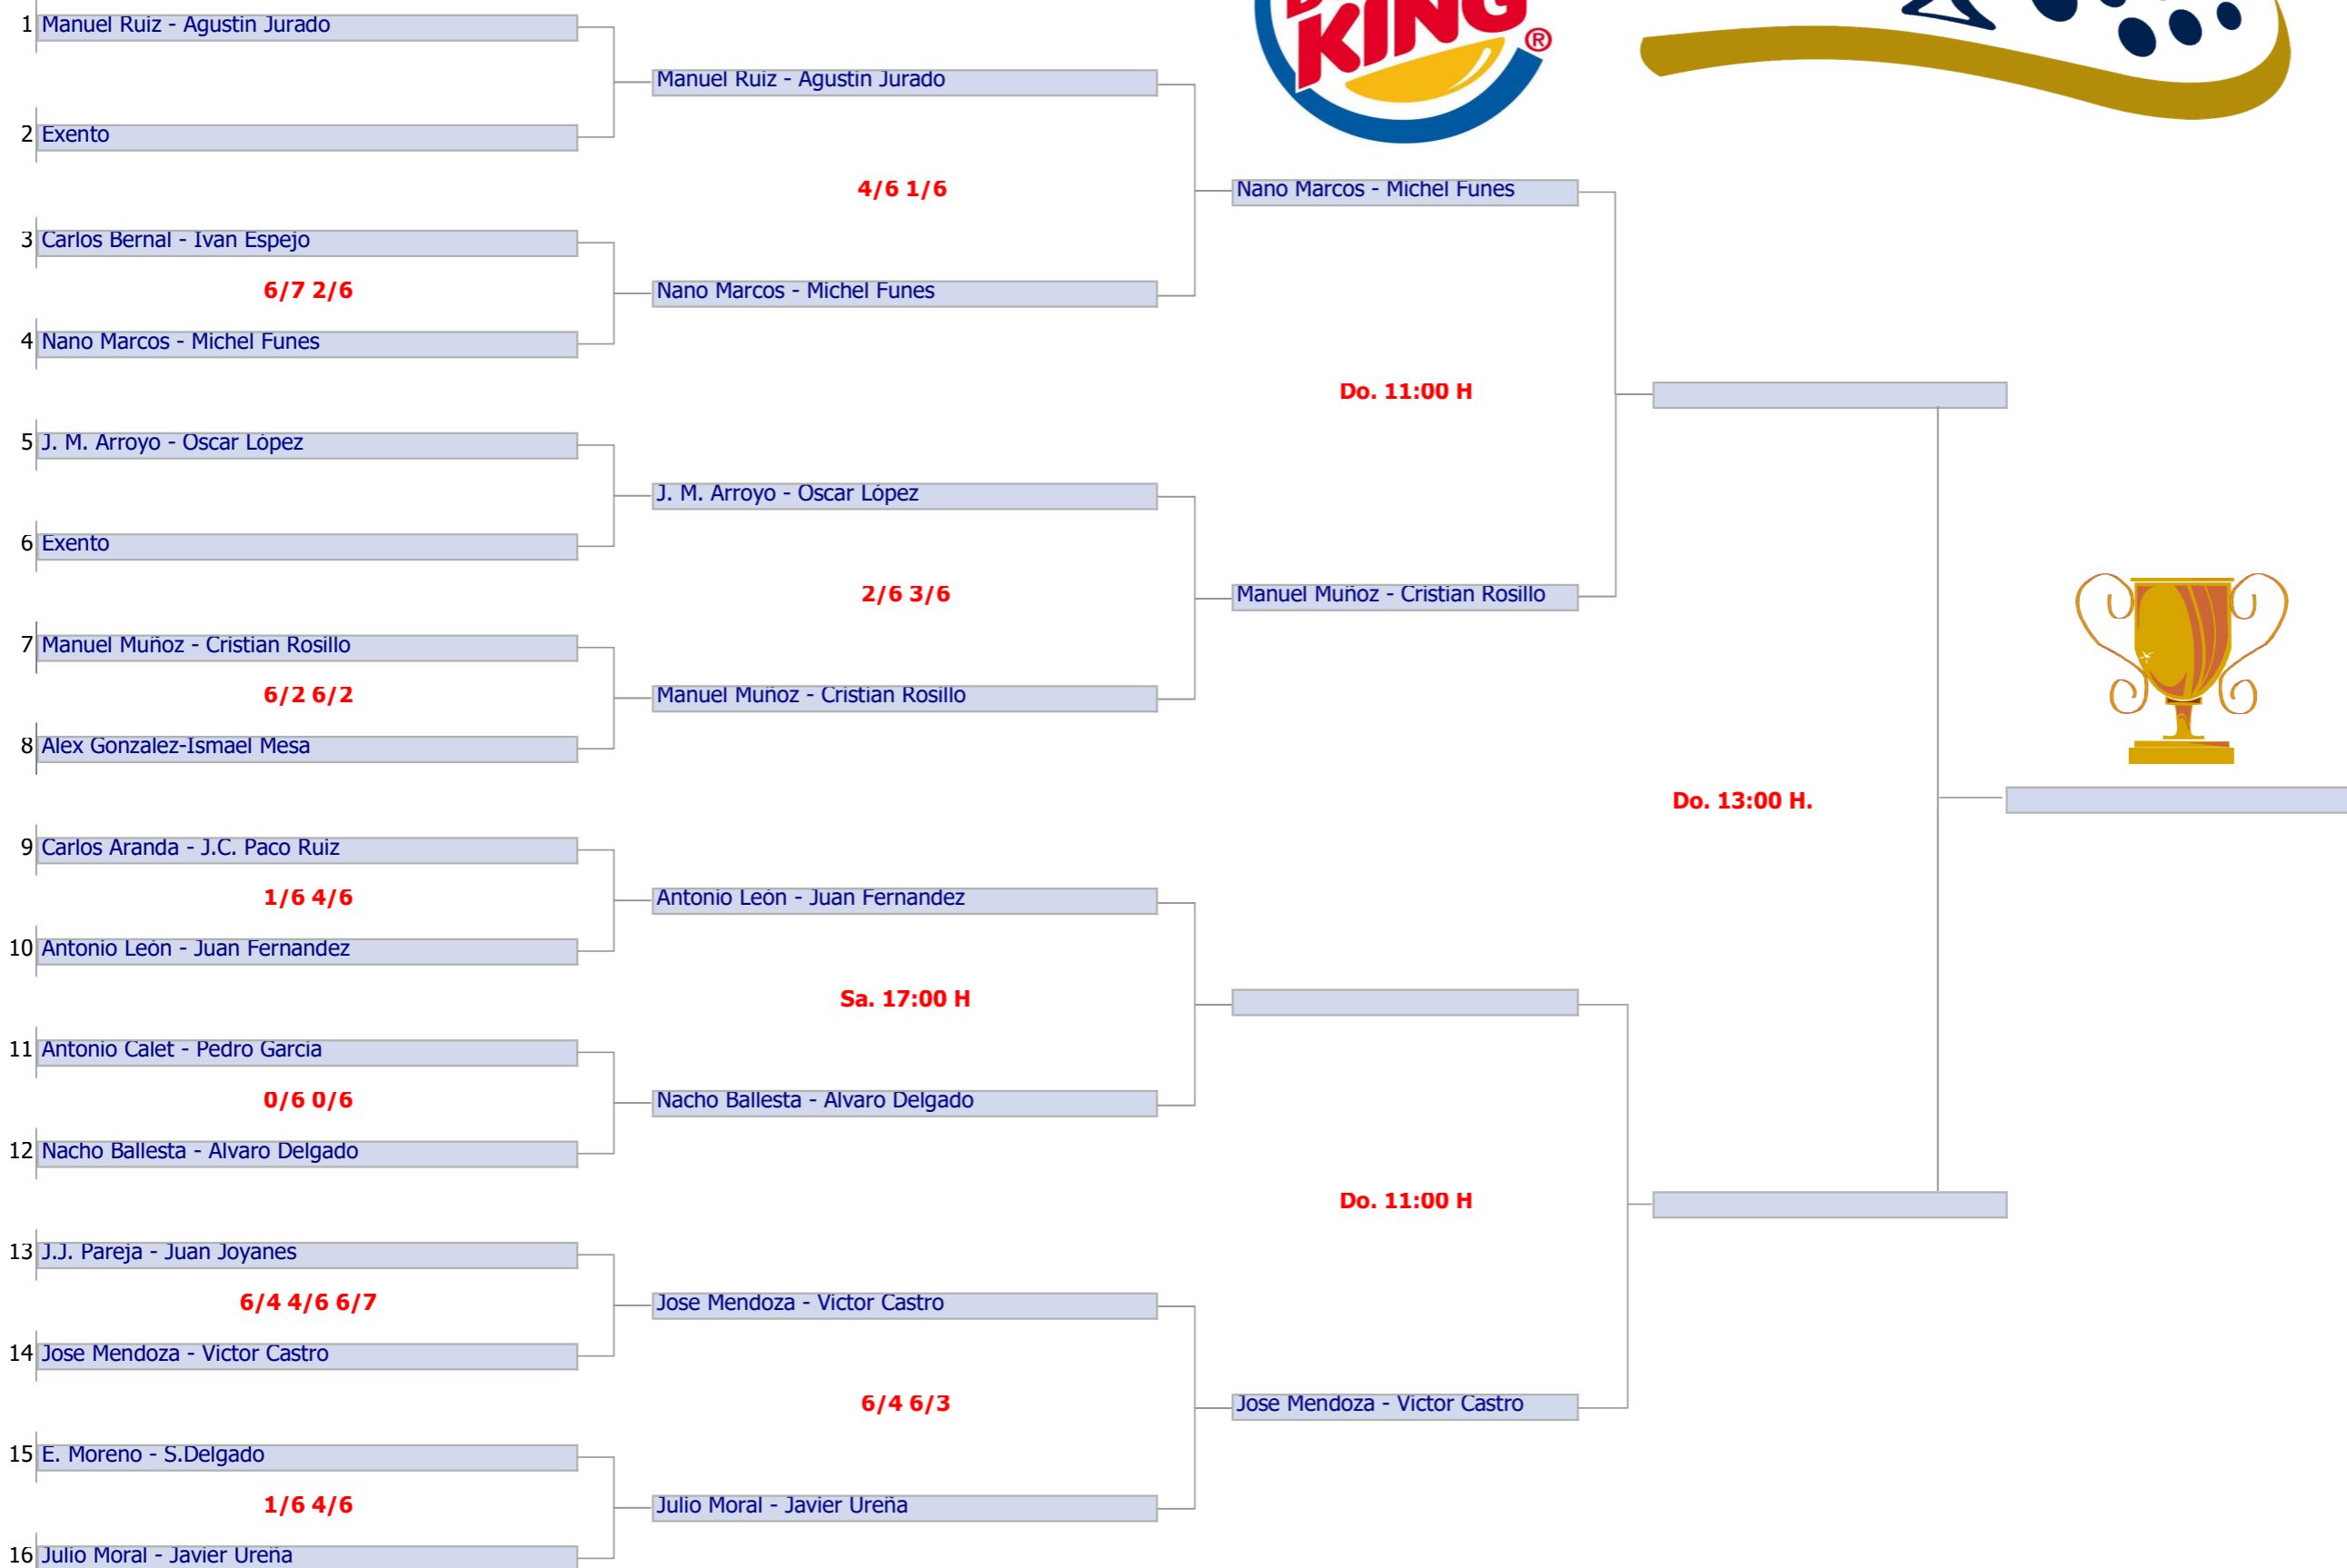 KING
®
1 Manuel Ruiz - Agustin Jurado
Manuel Ruiz - Agustin Jurado
2 Exento
4/6 1/6
Nano Marcos - Michel Funes
3 Carlos Bernal - Ivan Espejo
6/7 2/6
Nano Marcos - Michel Funes
4 Nano Marcos - Michel Funes
Do. 11:00 H
5 J. M. Arroyo - Oscar López
J. M. Arroyo - Oscar López
6 Exento
2/6 3/6
Manuel Muñoz - Cristian Rosillo
7 Manuel Muñoz - Cristian Rosillo
6/2 6/2
Manuel Muñoz - Cristian Rosillo
8 Alex Gonzalez-Ismael Mesa
Do. 13:00 H.
9 Carlos Aranda - J.C. Paco Ruiz
1/6 4/6
Antonio León - Juan Fernandez
10 Antonio León - Juan Fernandez
Sa. 17:00 H
11 Antonio Calet - Pedro Garcia
0/6 0/6
Nacho Ballesta - Alvaro Delgado
12 Nacho Ballesta - Alvaro Delgado
Do. 11:00 H
13 J.J. Pareja - Juan Joyanes
6/4 4/6 6/7
Jose Mendoza - Victor Castro
14 Jose Mendoza - Victor Castro
6/4 6/3
Jose Mendoza - Victor Castro
15 E. Moreno - S.Delgado
1/6 4/6
Julio Moral - Javier Ureña
16 Julio Moral - Javier Ureña